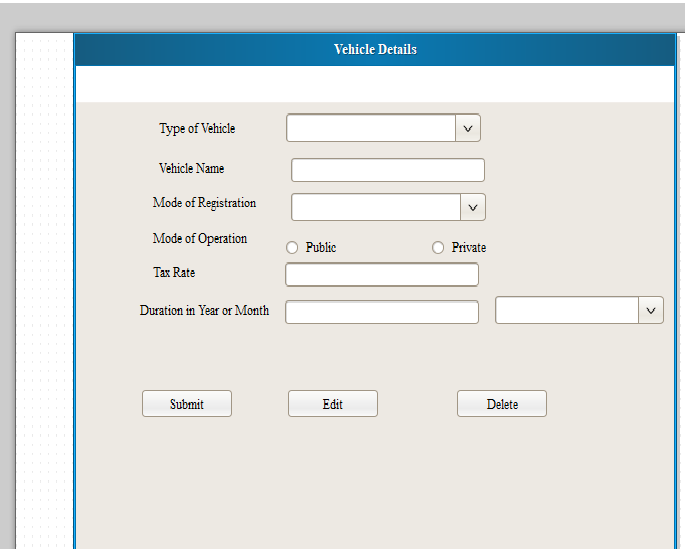 Vehicle Details
Type of Vehicle
Vehicle Name
Mode of Registration
Mode of Operation
Public Private
Tax Rate
Duration in Year or Month
Submit Edit Delete